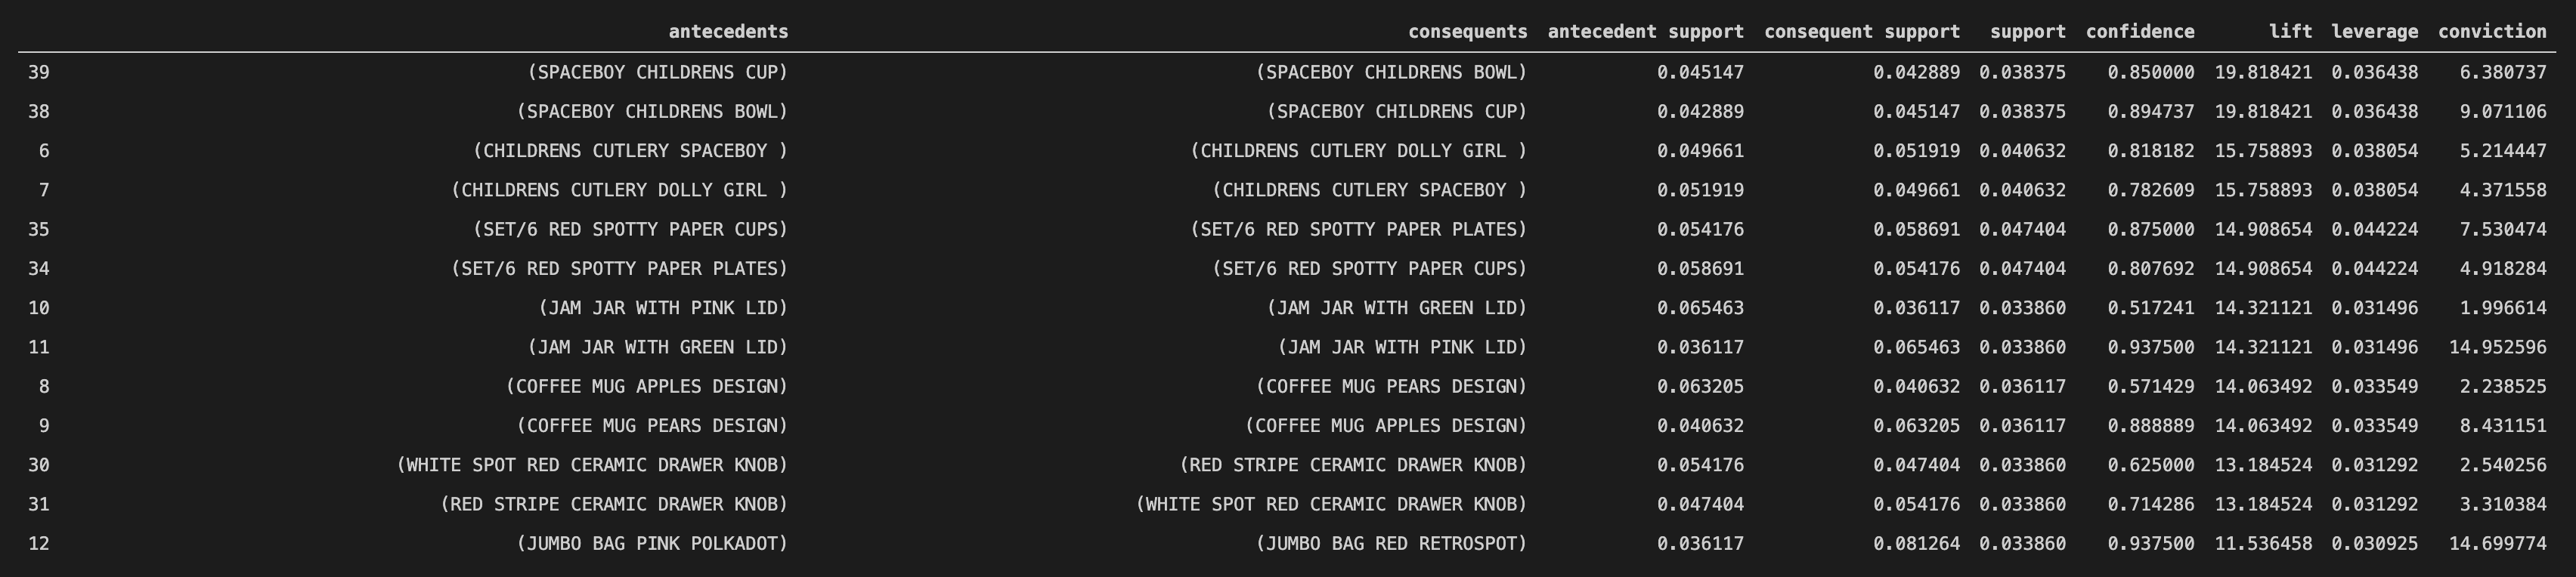 antecedents consequents antecedent support consequent support support confidence lift leverage conviction
39 (SPACEBOY CHILDRENS CUP) (SPACEBOY CHILDRENS BOWL) 0.045147 0.042889 0.038375 0.850000 19.818421 0.036438 6.380737
38 (SPACEBOY CHILDRENS BOWL) (SPACEBOY CHILDRENS CUP) 0.042889 0.045147 0.038375 0.894737 19.818421 0.036438 9.071106
6 (CHILDRENS CUTLERY SPACEBOY ) (CHILDRENS CUTLERY DOLLY GIRL ) 0.049661 0.051919 0.040632 0.818182 15.758893 0.038054 5.214447
7 (CHILDRENS CUTLERY DOLLY GIRL ) (CHILDRENS CUTLERY SPACEBOY ) 0.051919 0.049661 0.040632 0.782609 15.758893 0.038054 4.371558
35 (SET/6 RED SPOTTY PAPER CUPS) (SET/6 RED SPOTTY PAPER PLATES) 0.054176 0.058691 0.047404 0.875000 14.908654 0.044224 7.530474
34 (SET/6 RED SPOTTY PAPER PLATES) (SET/6 RED SPOTTY PAPER CUPS) 0.058691 0.054176 0.047404 0.807692 14.908654 0.044224 4.918284
10 (JAM JAR WITH PINK LID) (JAM JAR WITH GREEN LID) 0.065463 0.036117 0.033860 0.517241 14.321121 0.031496 1.996614
11 (JAM JAR WITH GREEN LID) (JAM JAR WITH PINK LID) 0.036117 0.065463 0.033860 0.937500 14.321121 0.031496 14.952596
8 (COFFEE MUG APPLES DESIGN) (COFFEE MUG PEARS DESIGN) 0.063205 0.040632 0.036117 0.571429 14.063492 0.033549 2.238525
9 (COFFEE MUG PEARS DESIGN) (COFFEE MUG APPLES DESIGN) 0.040632 0.063205 0.036117 0.888889 14.063492 0.033549 8.431151
30 (WHITE SPOT RED CERAMIC DRAWER KNOB) (RED STRIPE CERAMIC DRAWER KNOB) 0.054176 0.047404 0.033860 0.625000 13.184524 0.031292 2.540256
31 (RED STRIPE CERAMIC DRAWER KNOB) (WHITE SPOT RED CERAMIC DRAWER KNOB) 0.047404 0.054176 0.033860 0.714286 13.184524 0.031292 3.310384
12 (JUMBO BAG PINK POLKADOT) (JUMBO BAG RED RETROSPOT) 0.036117 0.081264 0.033860 0.937500 11.536458 0.030925 14.699774